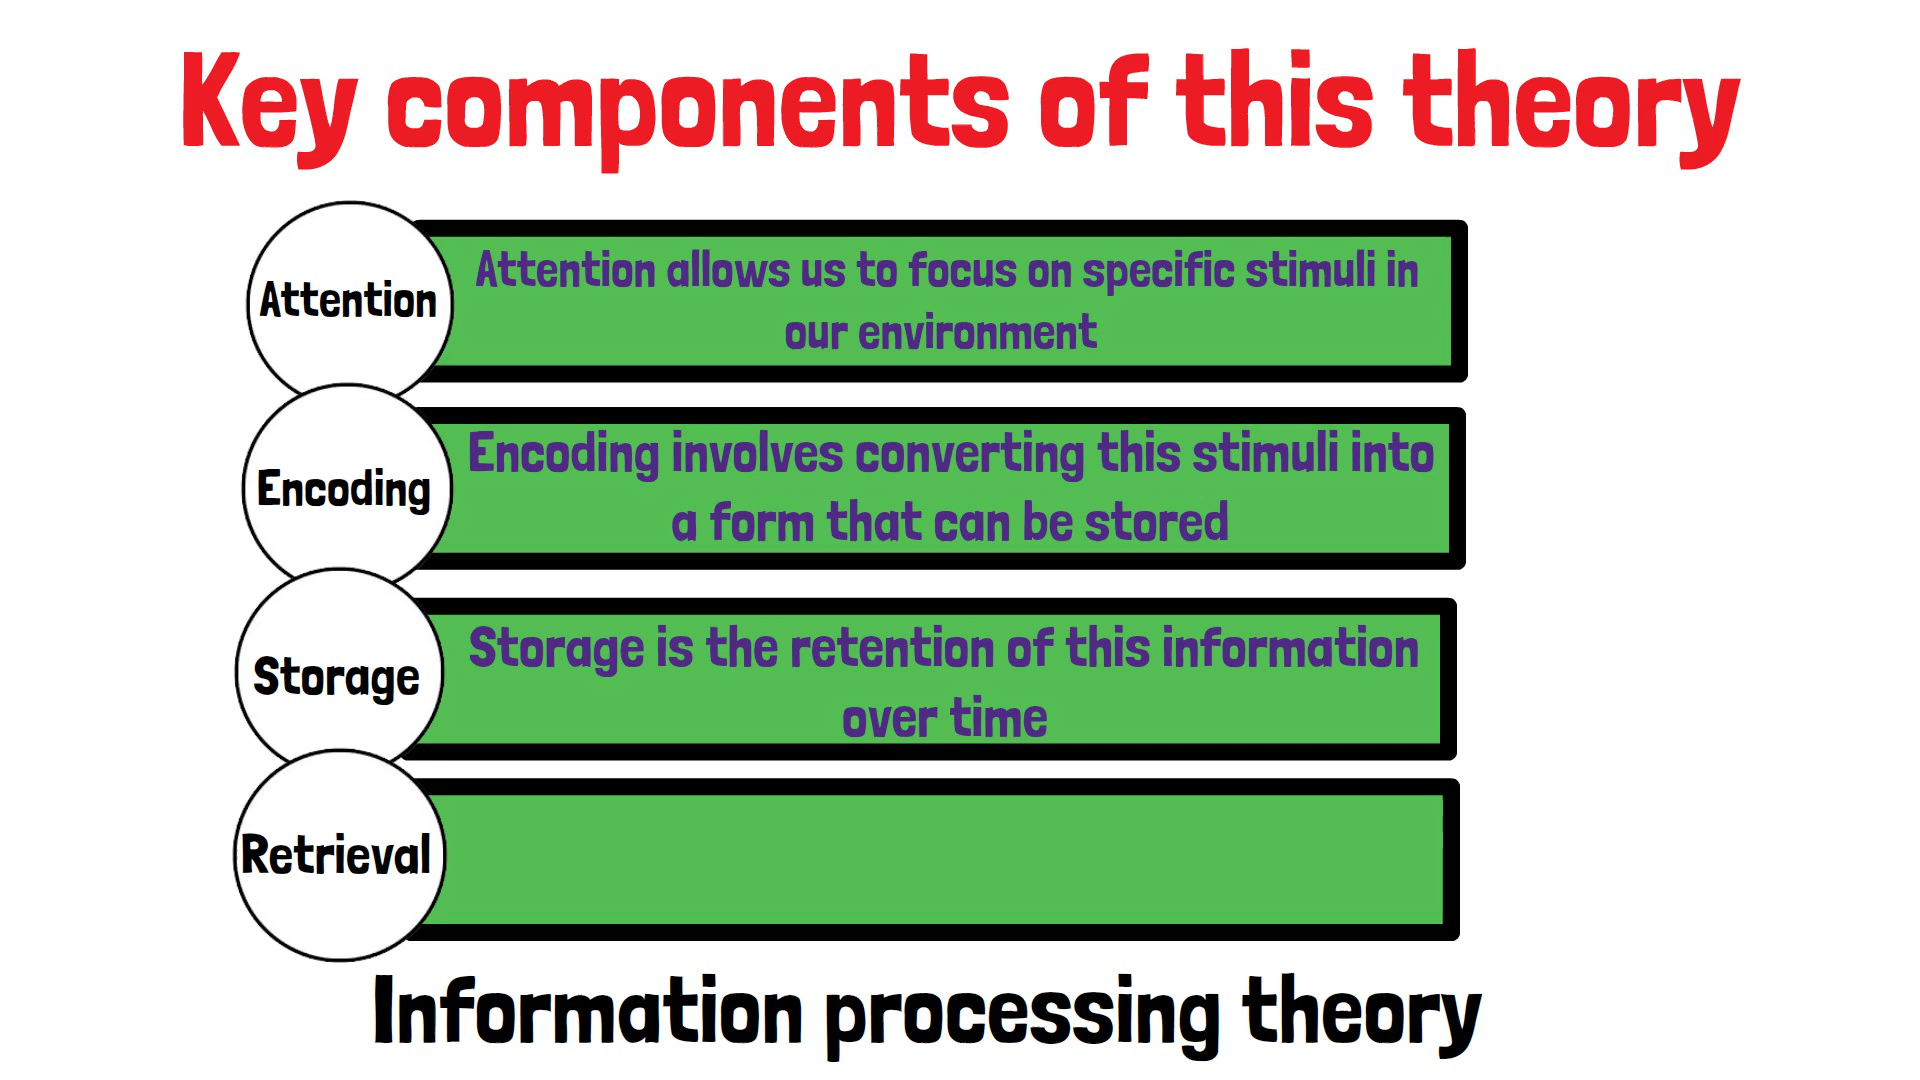 Key components of this theory
Attention
Attention allows us to focus on specific stimuli in
our environment
Encoding
Encoding involves converting this stimuli into
a form that can be stored
Storage
Storage is the retention of this information
over time
Retrieval
Information processing theory